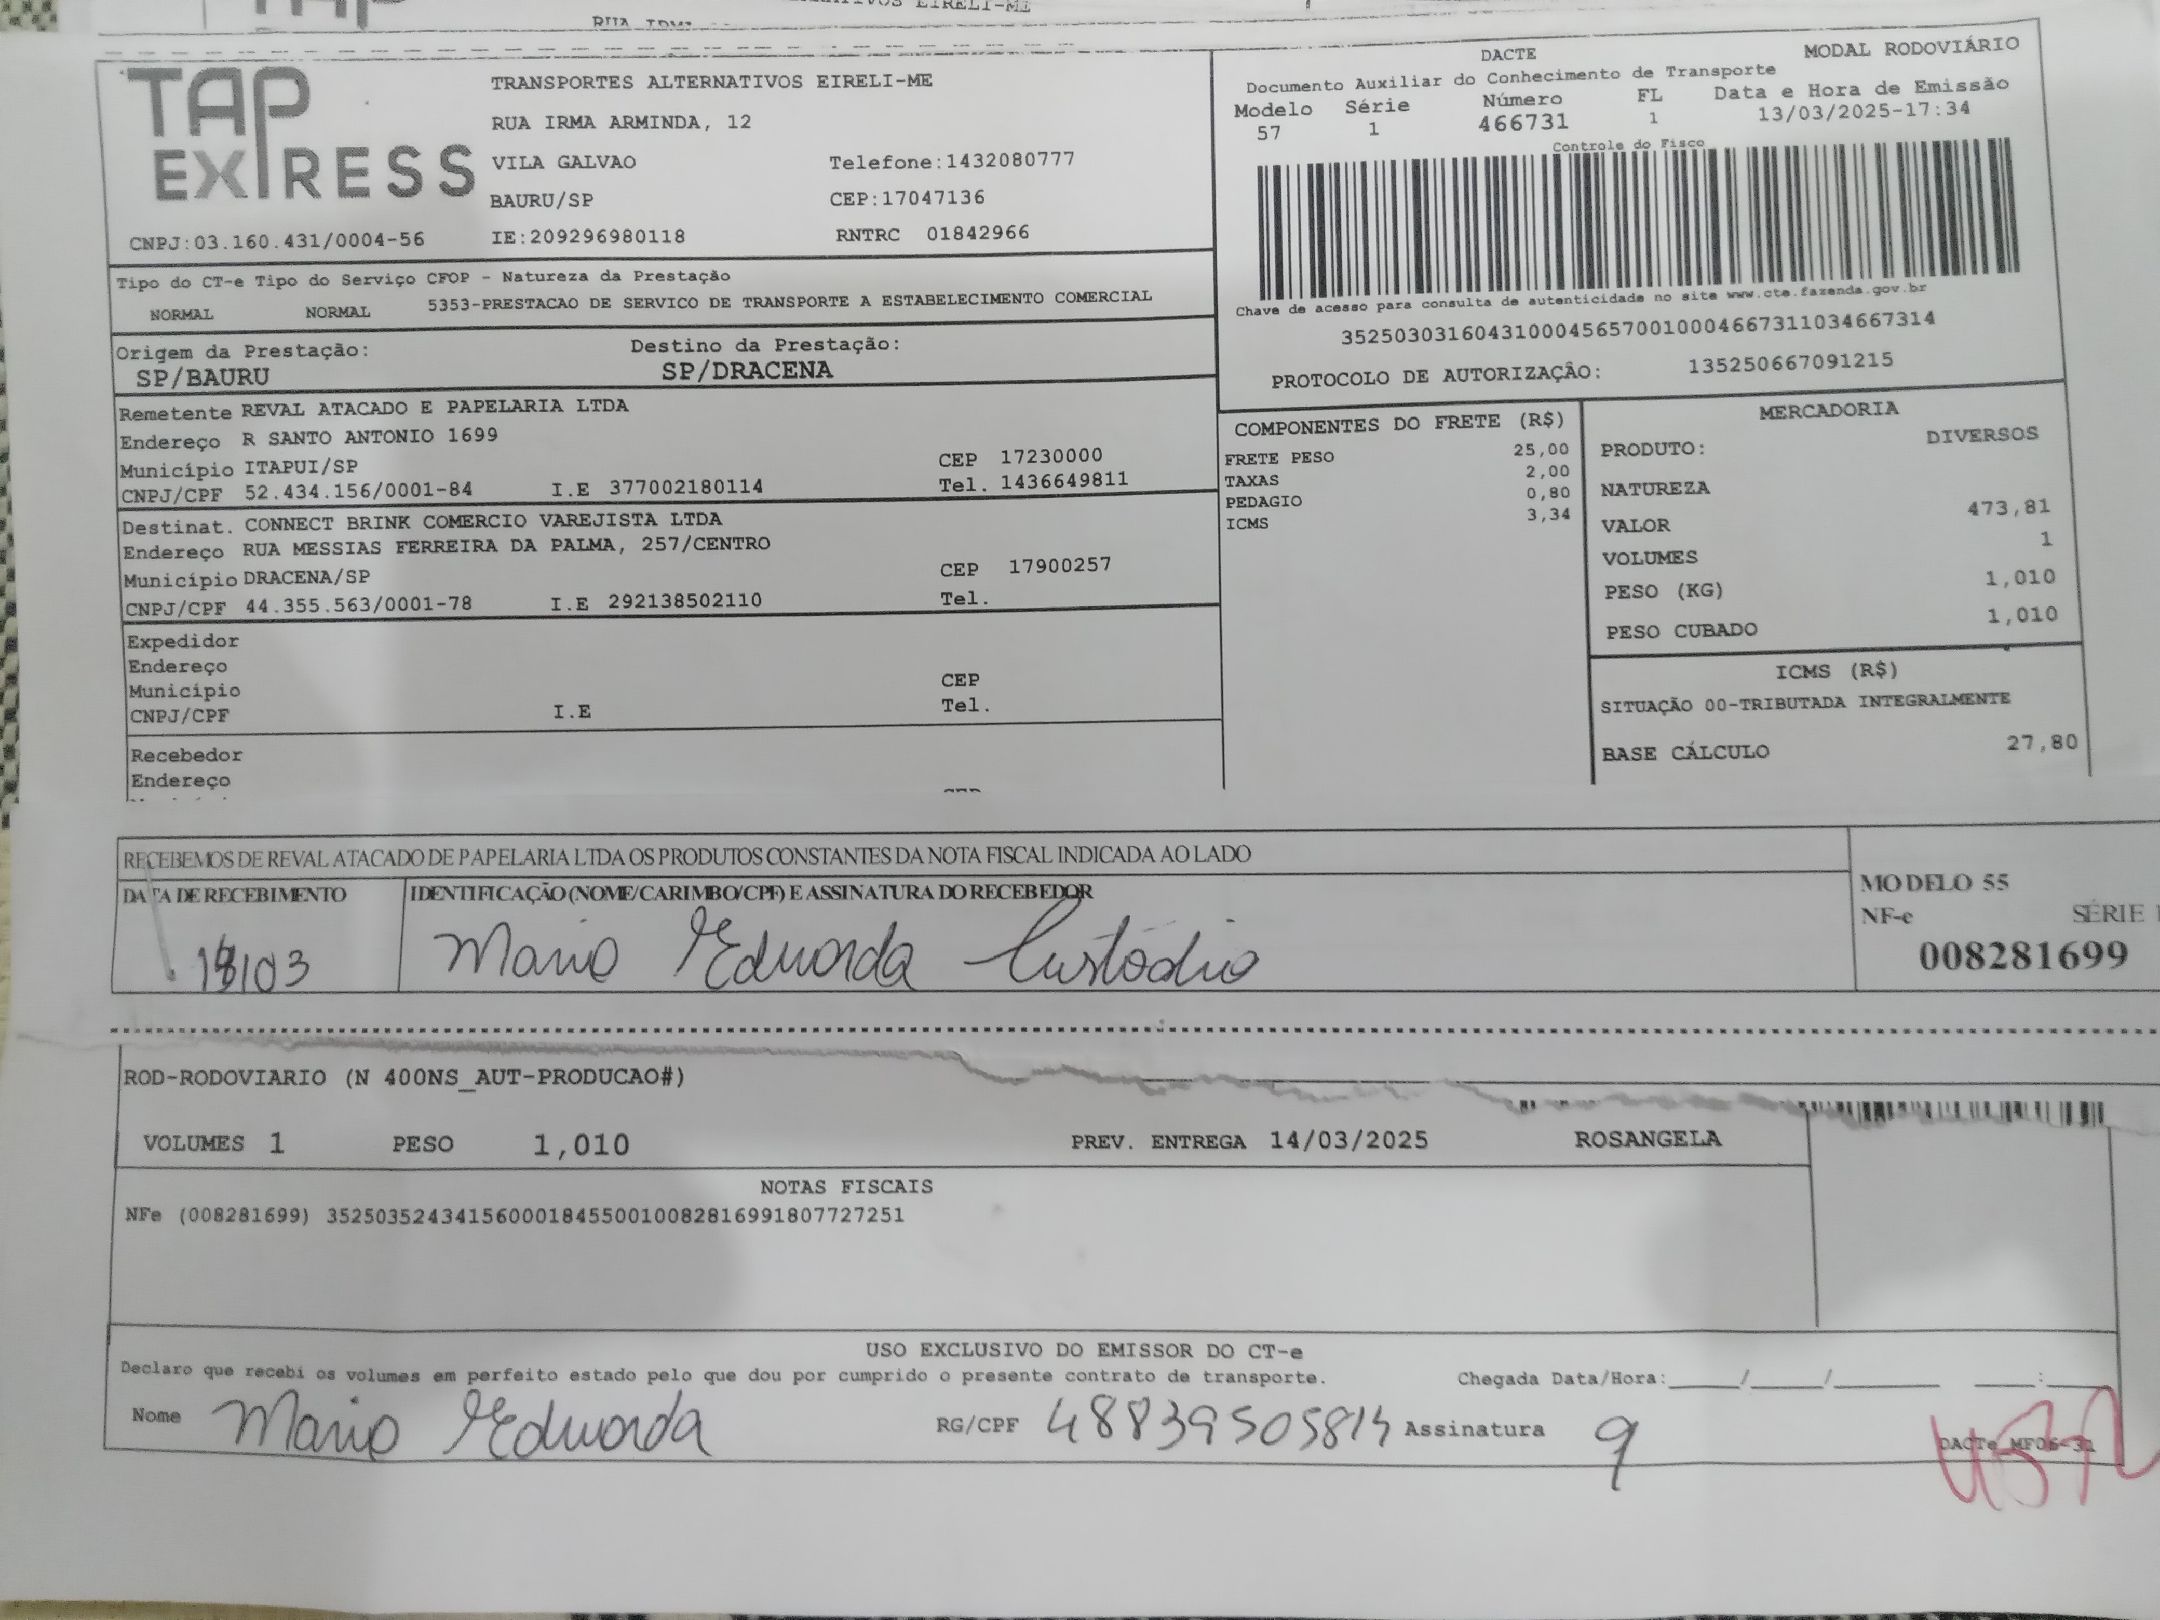 TAP EXPRESS
TRANSPORTES ALTERNATIVOS EIRELI-ME
RUA IRMA ARMINDA, 12
VILA GALVAO Telefone:1432080777
BAURU/SP CEP:17047136
CNPJ:03.160.431/0004-56 IE:209296980118 RNTRC 01842966
DACTE MODAL RODOVIÁRIO
Documento Auxiliar do Conhecimento de Transporte
Modelo Série Número FL Data e Hora de Emissão
57 1 466731 1 13/03/2025-17:34
Controle do Fisco
Chave de acesso para consulta de autenticidade no site www.cte.fazenda.gov.br
35250303160431000456570010004667311034667314
PROTOCOLO DE AUTORIZAÇÃO: 135250667091215
Tipo do CT-e Tipo do Serviço CFOP - Natureza da Prestação
NORMAL NORMAL 5353-PRESTACAO DE SERVICO DE TRANSPORTE A ESTABELECIMENTO COMERCIAL
Origem da Prestação: Destino da Prestação:
SP/BAURU SP/DRACENA
Remetente REVAL ATACADO E PAPELARIA LTDA
Endereço R SANTO ANTONIO 1699
Município ITAPUI/SP CEP 17230000
CNPJ/CPF 52.434.156/0001-84 I.E 377002180114 Tel. 1436649811
Destinat. CONNECT BRINK COMERCIO VAREJISTA LTDA
Endereço RUA MESSIAS FERREIRA DA PALMA, 257/CENTRO
Município DRACENA/SP CEP 17900257
CNPJ/CPF 44.355.563/0001-78 I.E 292138502110 Tel.
Expedidor
Endereço
Município CEP
CNPJ/CPF I.E Tel.
Recebedor
Endereço
COMPONENTES DO FRETE (R$)
FRETE PESO 25,00
TAXAS 2,00
PEDAGIO 0,80
ICMS 3,34
MERCADORIA
PRODUTO: DIVERSOS
NATUREZA
VALOR 473,81
VOLUMES 1
PESO (KG) 1,010
PESO CUBADO 1,010
ICMS (R$)
SITUAÇÃO 00-TRIBUTADA INTEGRALMENTE
BASE CÁLCULO 27,80
RECEBEMOS DE REVAL ATACADO DE PAPELARIA LTDA OS PRODUTOS CONSTANTES DA NOTA FISCAL INDICADA AO LADO
DATA DE RECEBIMENTO IDENTIFICAÇÃO (NOME/CARIMBO/CPF) E ASSINATURA DO RECEBEDOR
18/03 Maria Eduarda Custódio
MODELO 55
NF-e SÉRIE
008281699
ROD-RODOVIARIO (N 400NS_AUT-PRODUCAO#)
VOLUMES 1 PESO 1,010 PREV. ENTREGA 14/03/2025 ROSANGELA
NOTAS FISCAIS
NFe (008281699) 35250352434156000184550010082816991807727251
USO EXCLUSIVO DO EMISSOR DO CT-e
Declaro que recebi os volumes em perfeito estado pelo que dou por cumprido o presente contrato de transporte. Chegada Data/Hora:____/____/____ ___:___
Nome Maria Eduarda RG/CPF 48839505814 Assinatura
DACTe MF06-31